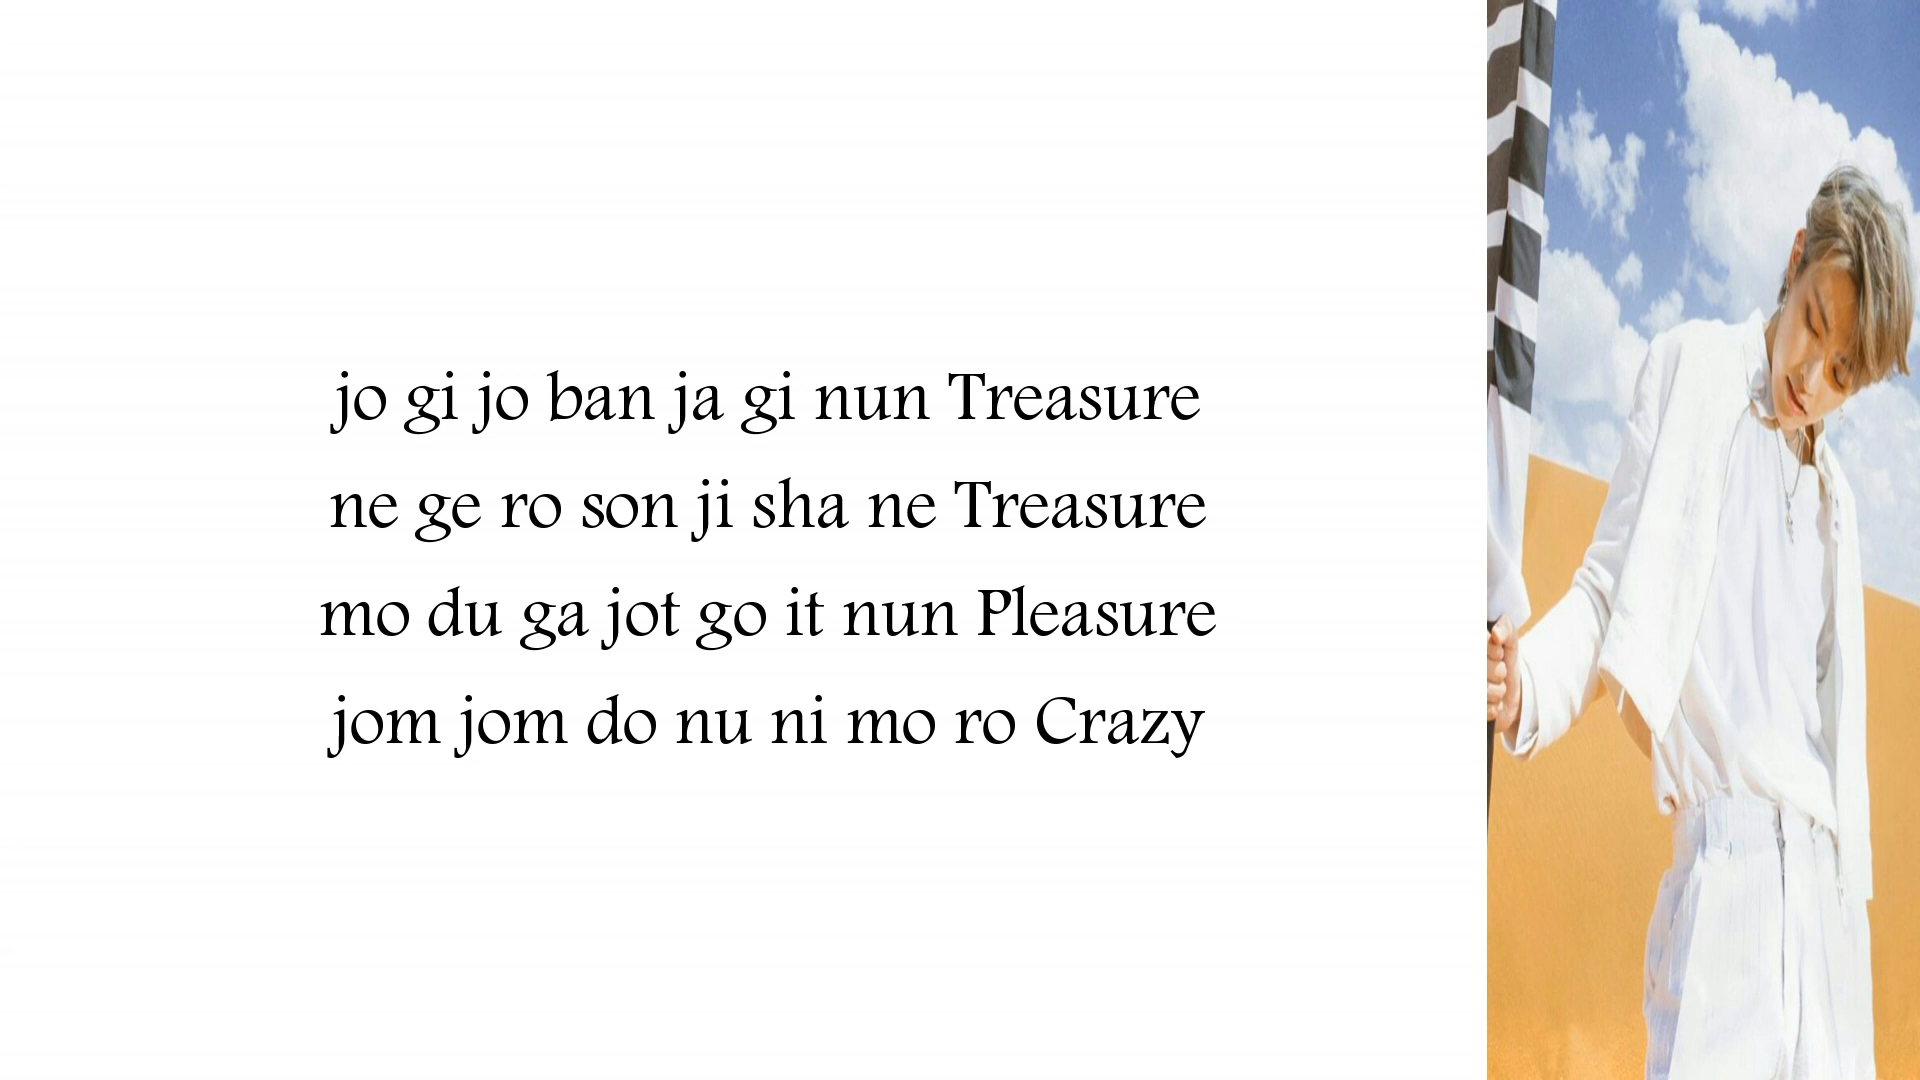 jo gi jo ban ja gi nun Treasure
ne ge ro son ji sha ne Treasure
mo du ga jot go it nun Pleasure
jom jom do nu ni mo ro Crazy